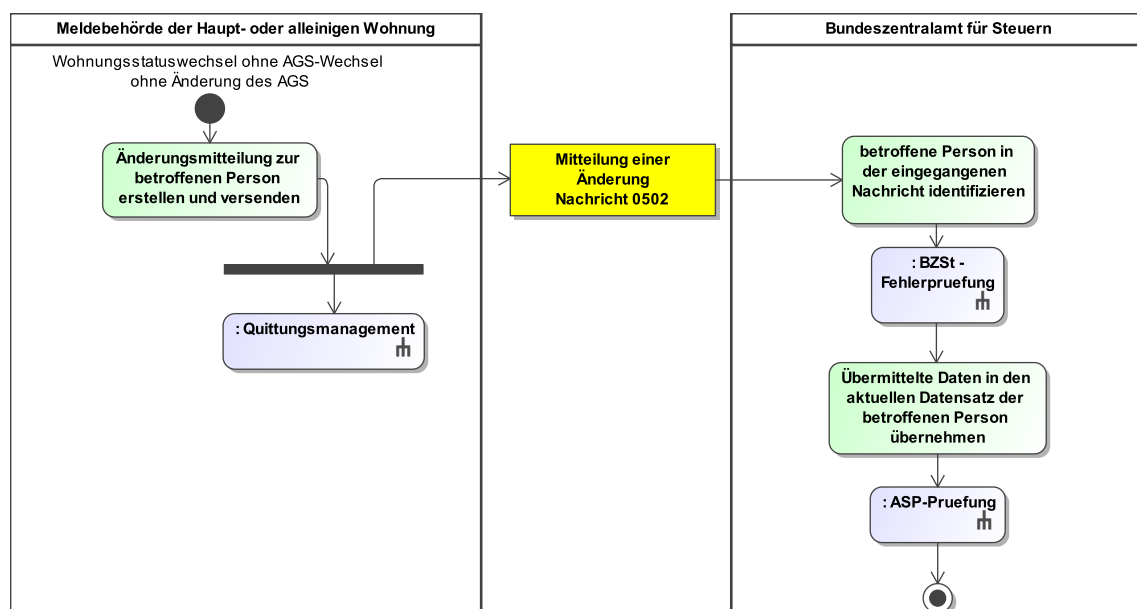 Meldebehörde der Haupt- oder alleinigen Wohnung
Wohnungsstatuswechsel ohne AGS-Wechsel
ohne Änderung des AGS
Änderungsmitteilung zur
betroffenen Person
erstellen und versenden
: Quittungsmanagement
Mitteilung einer
Änderung
Nachricht 0502
Bundeszentralamt für Steuern
betroffene Person in
der eingegangenen
Nachricht identifizieren
: BZSt -
Fehlerpruefung
Übermittelte Daten in den
aktuellen Datensatz der
betroffenen Person
übernehmen
: ASP-Pruefung